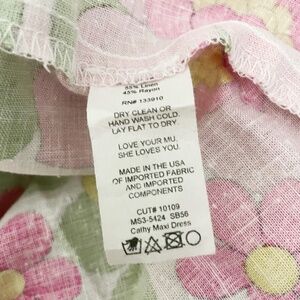 55% Linen
45% Rayon
RN# 133910
DRY CLEAN OR
HAND WASH COLD.
LAY FLAT TO DRY.
LOVE YOUR MU.
SHE LOVES YOU.
MADE IN THE USA
OF IMPORTED FABRIC
AND IMPORTED
COMPONENTS
CUT# 10109
MS3-5424 SB56
Cathy Maxi Dress